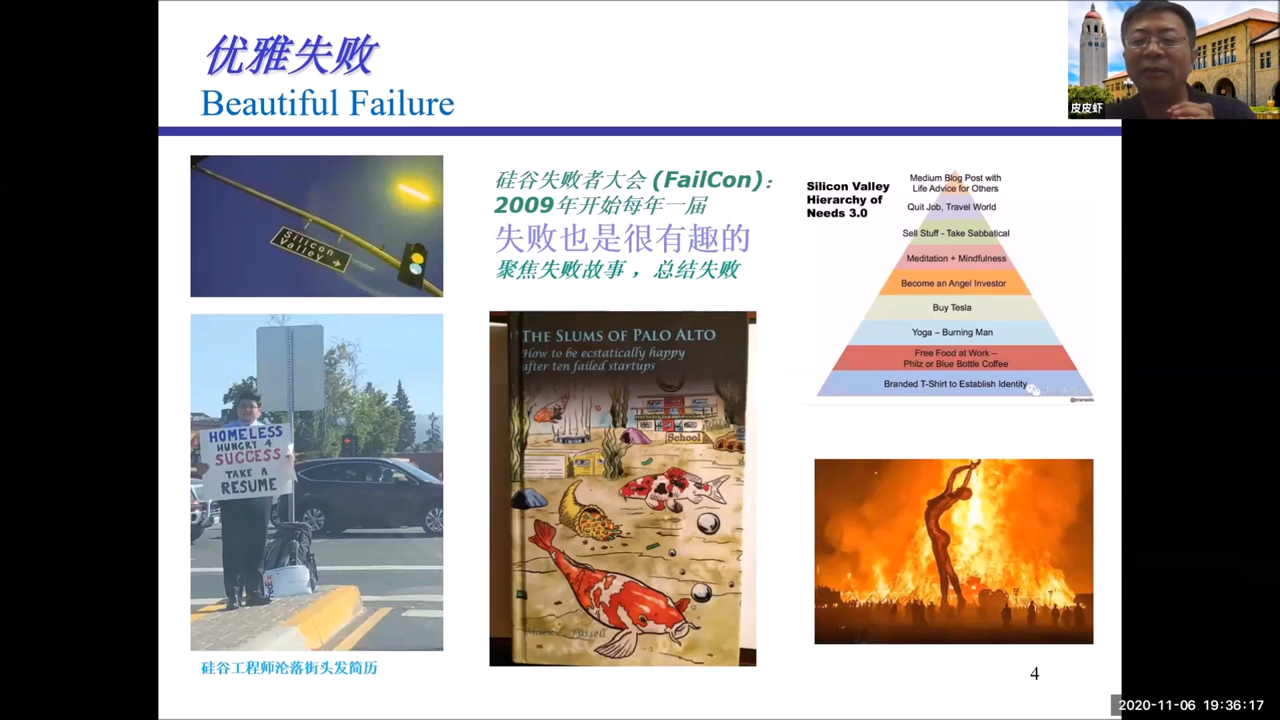 优雅失败
Beautiful Failure
皮皮虾
Silicon
Valley
硅谷失败者大会 (FailCon)：
2009年开始每年一届
失败也是很有趣的
聚焦失败故事，总结失败
Silicon Valley
Hierarchy of
Needs 3.0
Medium Blog Post with
Life Advice for Others
Quit Job, Travel World
Sell Stuff - Take Sabbatical
Meditation + Mindfulness
Become an Angel Investor
Buy Tesla
Yoga – Burning Man
Free Food at Work –
Philz or Blue Bottle Coffee
Branded T-Shirt to Establish Identity
HOMELESS
HUNGRY 4
SUCCESS
TAKE A
RESUME
THE SLUMS OF PALO ALTO
How to be ecstatically happy
after ten failed startups
School
硅谷工程师沦落街头发简历
4
2020-11-06 19:36:17